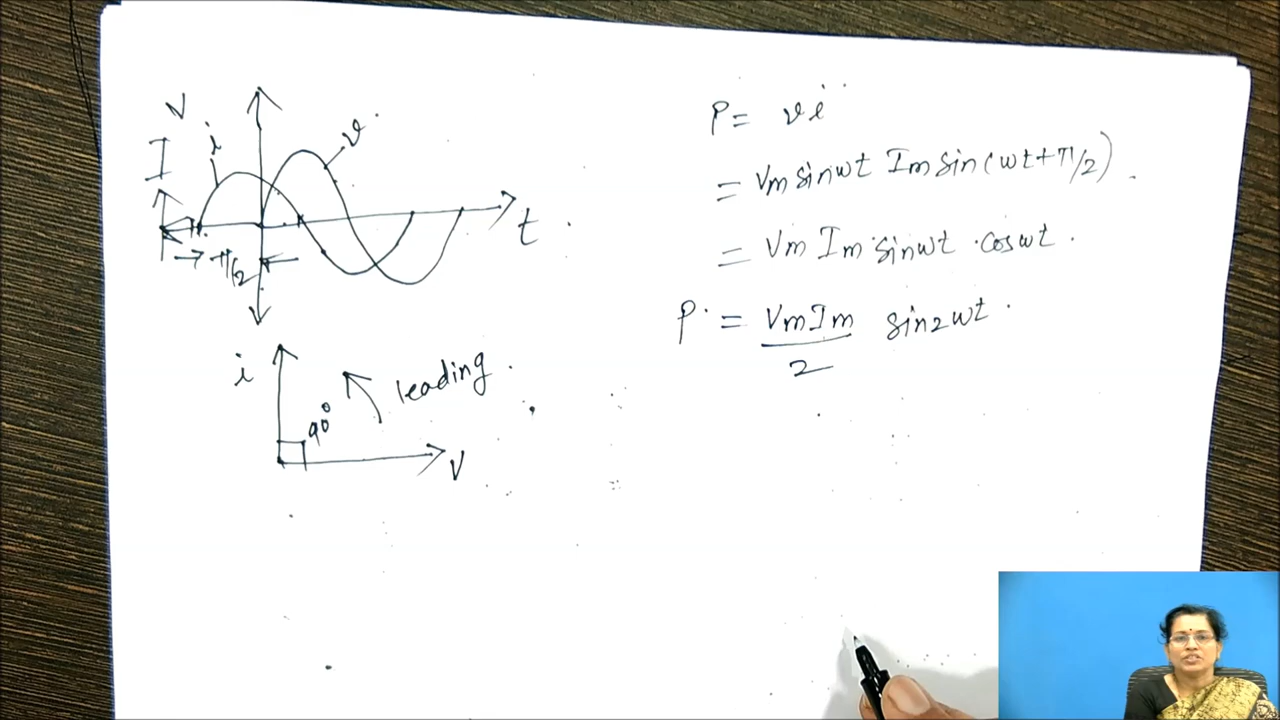 V
I
i
v
t
π/2
i
90°
leading
V
P = vi
= Vm sinωt Im sin(ωt+π/2)
= Vm Im sinωt . cosωt.
P = VmIm/2 sin2ωt